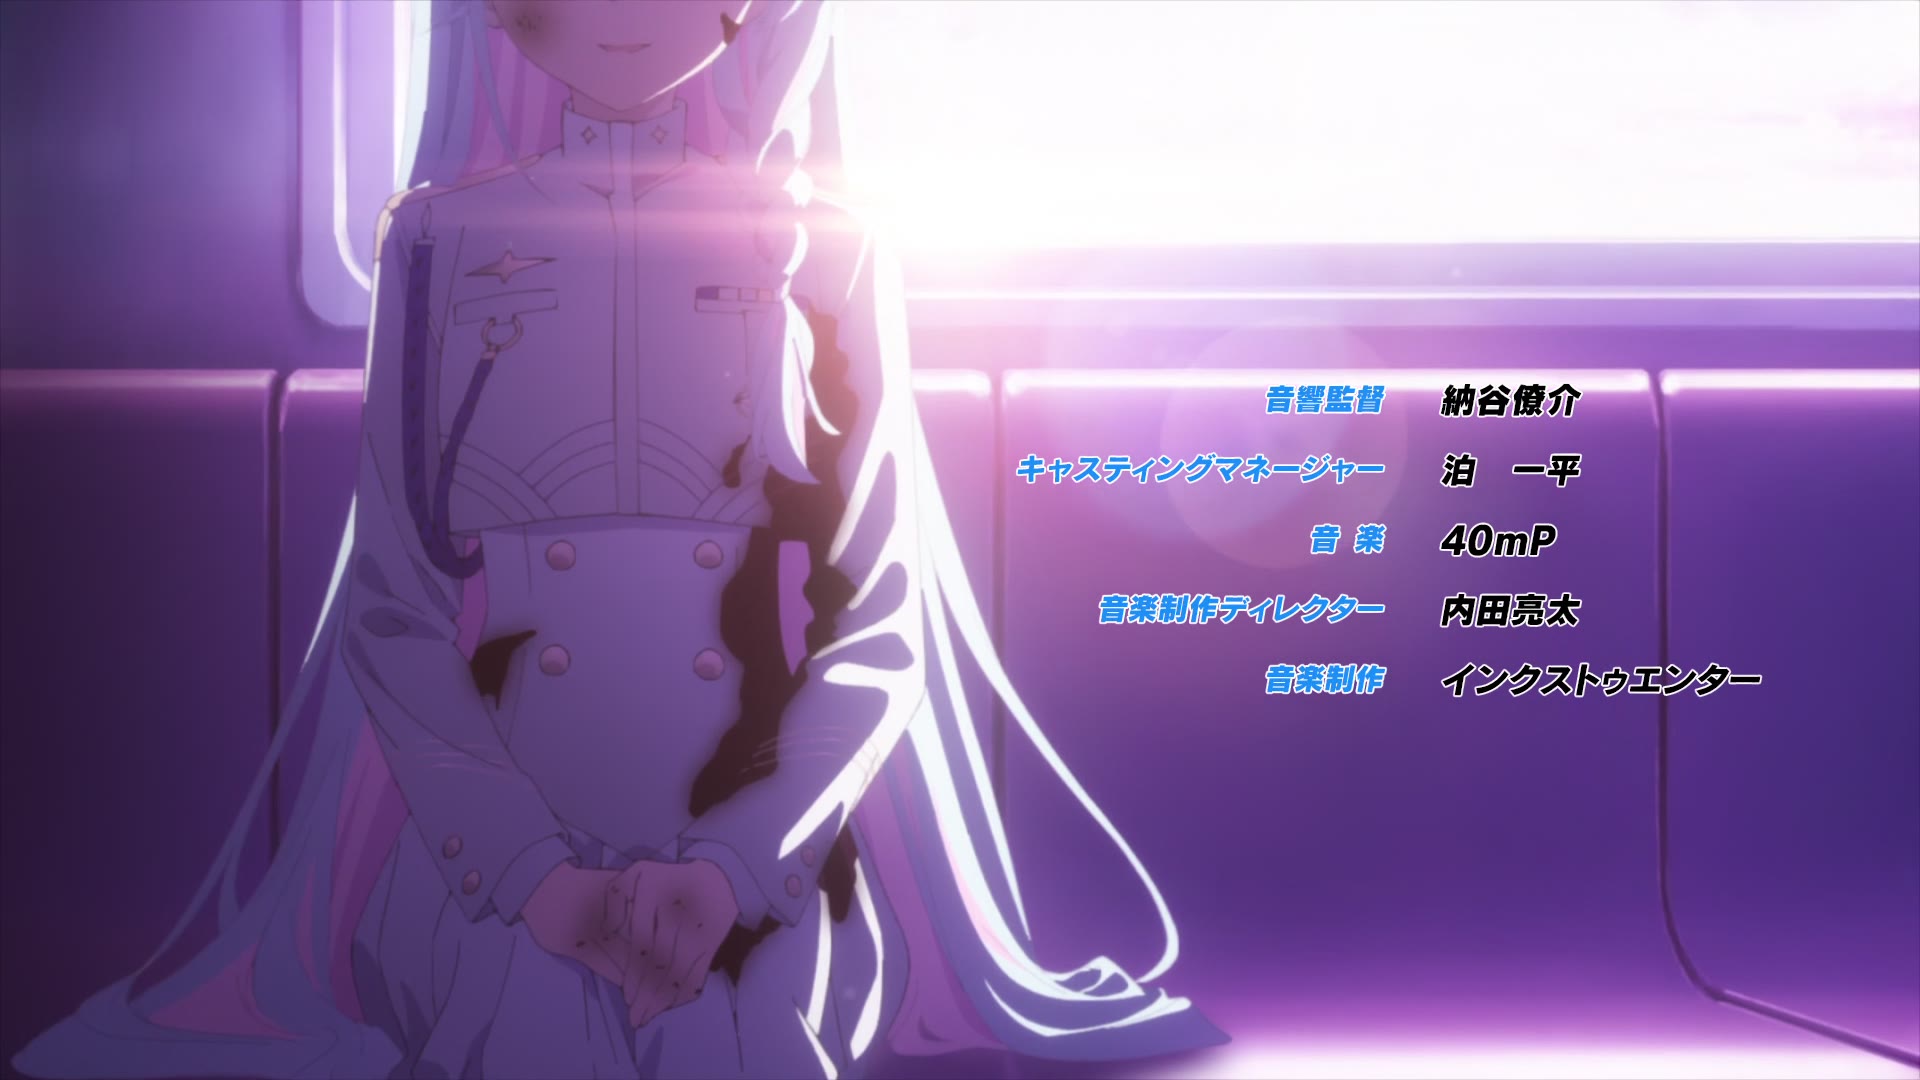 音響監督　納谷僚介
キャスティングマネージャー　泊　一平
音 楽　40mP
音楽制作ディレクター　内田亮太
音楽制作　インクストゥエンター